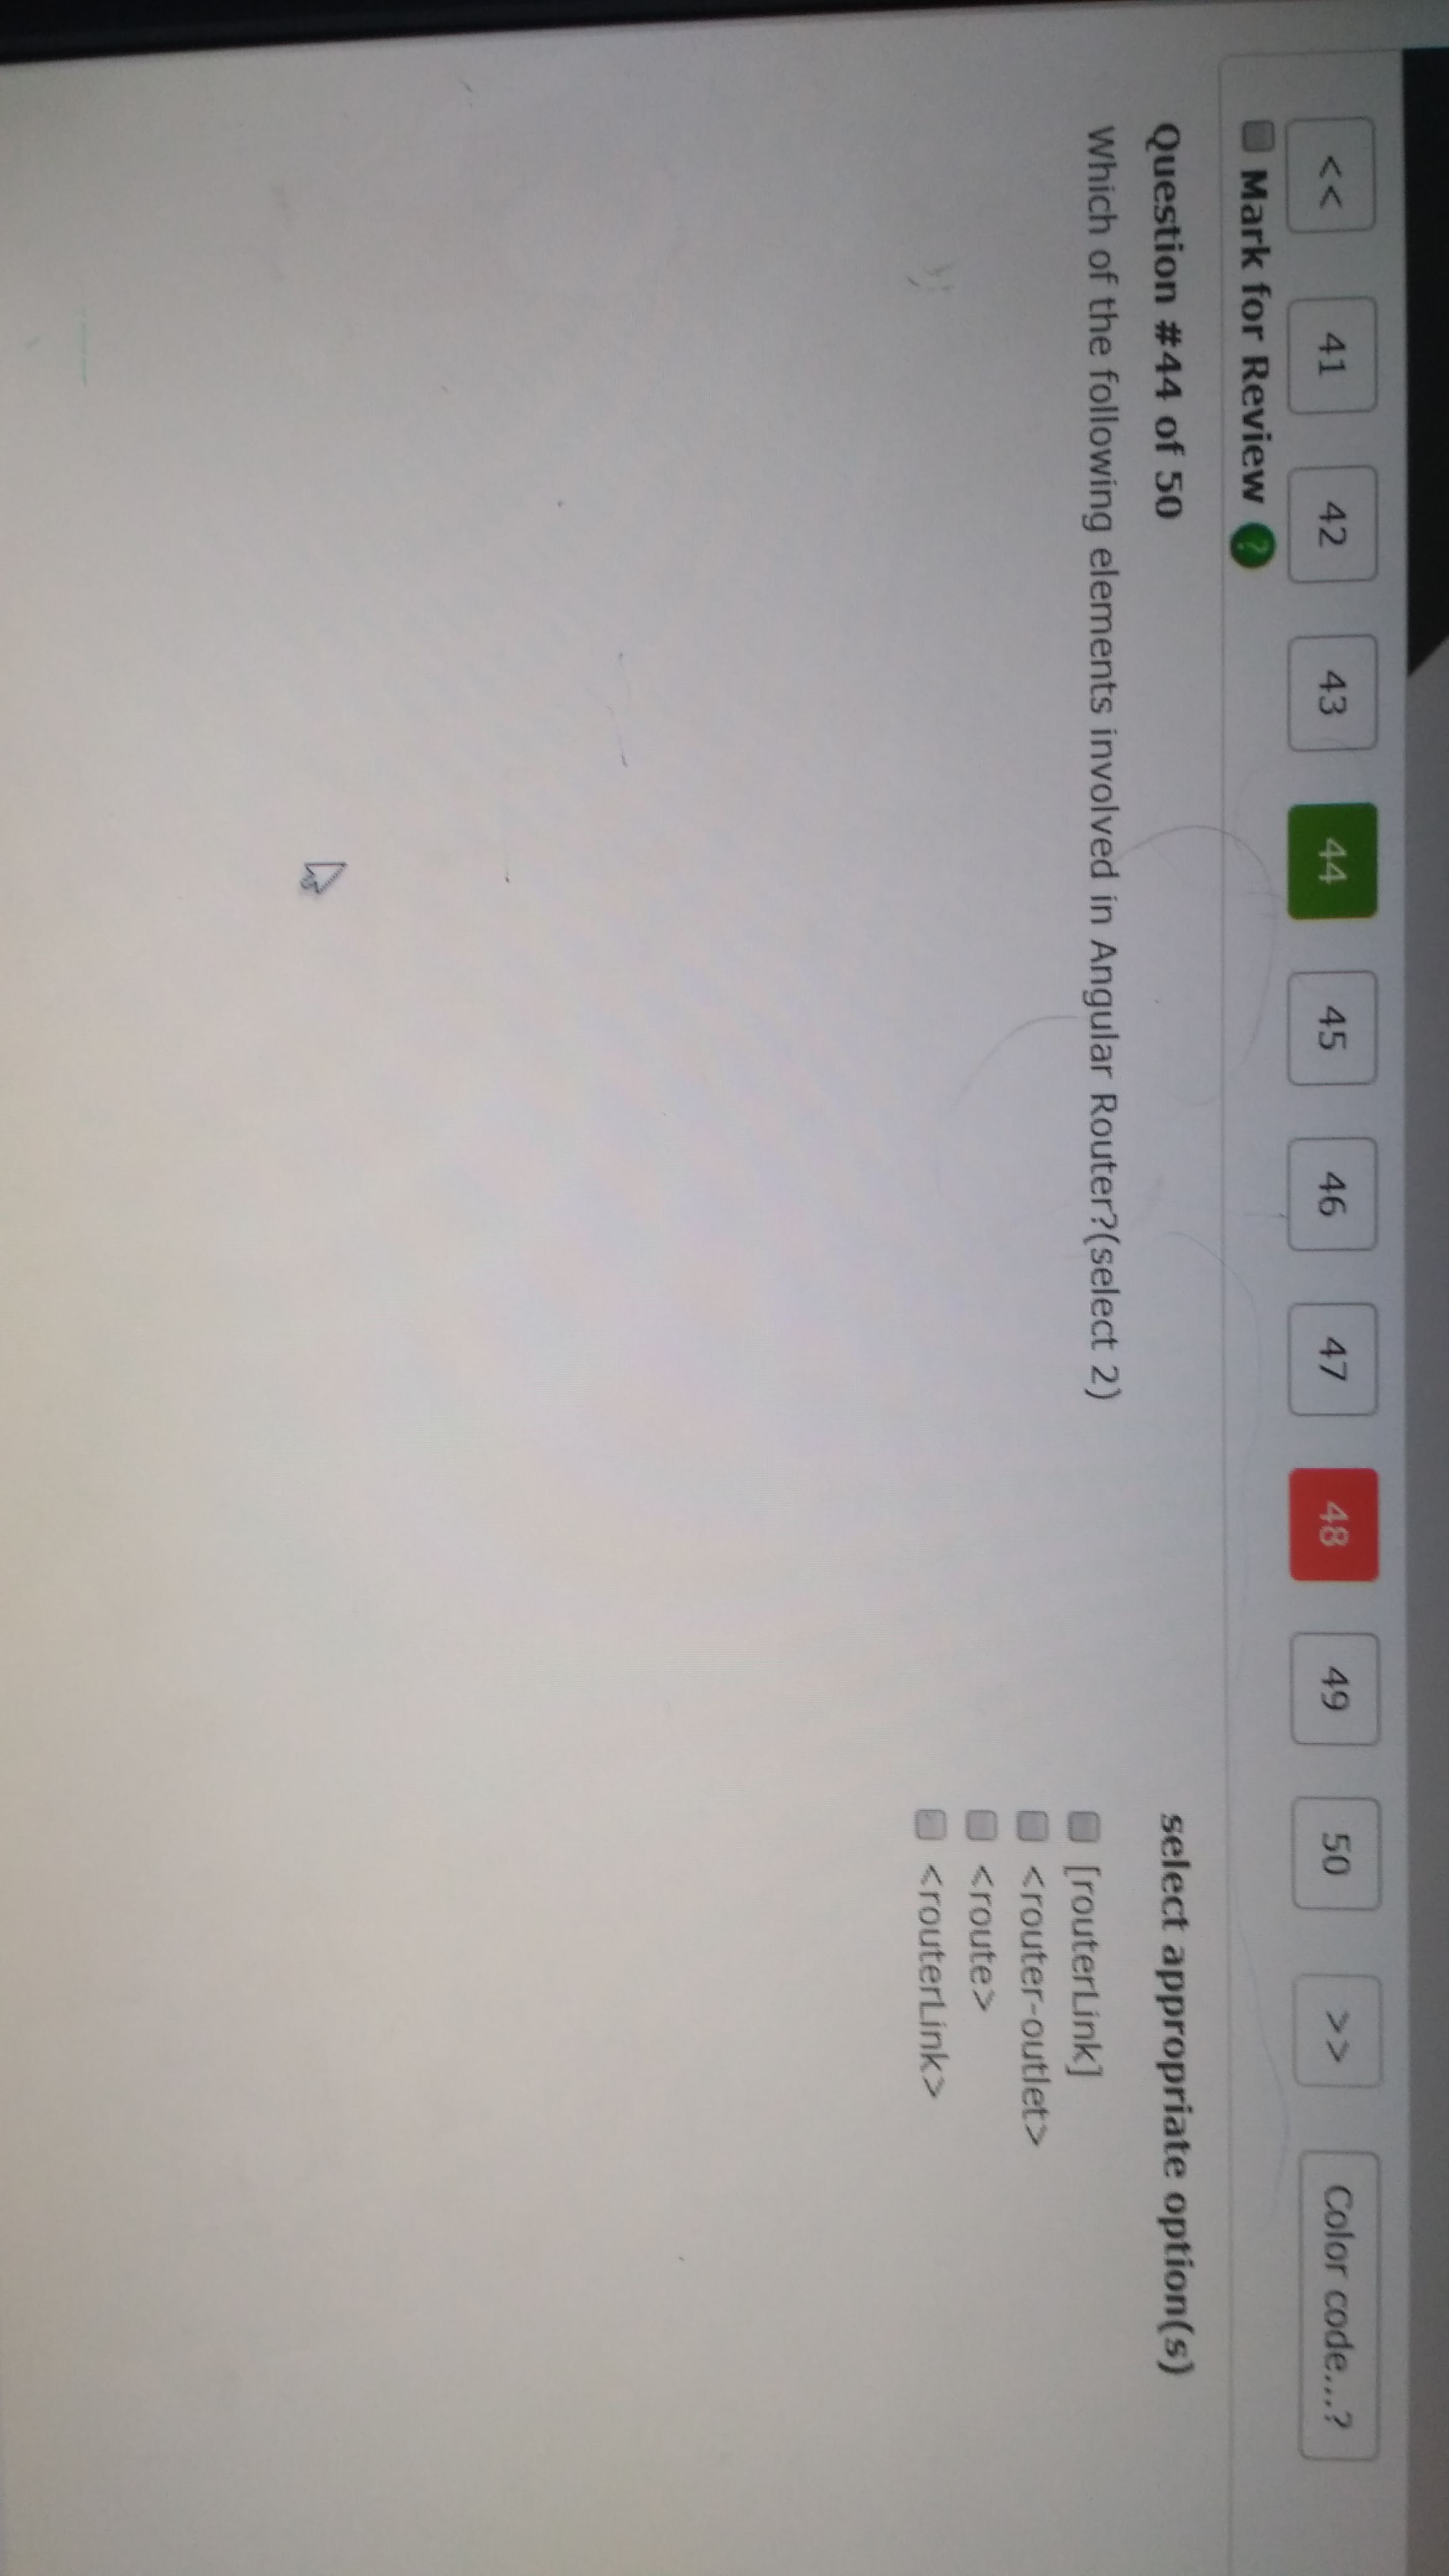 << 41 42 43 44 45 46 47 48 49 50 >> Color code...?
Mark for Review ?
Question #44 of 50
Which of the following elements involved in Angular Router?(select 2)
select appropriate option(s)
[routerLink]
<router-outlet>
<route>
<routerLink>